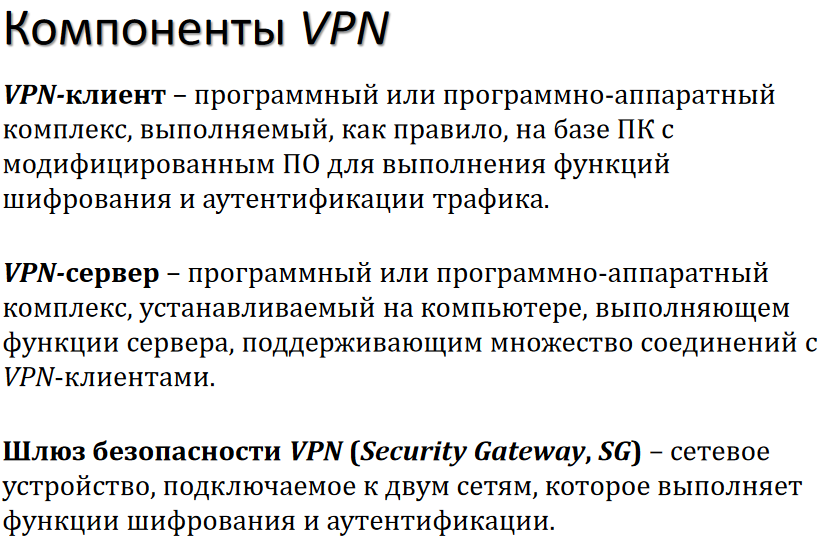 Компоненты VPN
VPN-клиент – программный или программно-аппаратный
комплекс, выполняемый, как правило, на базе ПК с
модифицированным ПО для выполнения функций
шифрования и аутентификации трафика.
VPN-сервер – программный или программно-аппаратный
комплекс, устанавливаемый на компьютере, выполняющем
функции сервера, поддерживающим множество соединений с
VPN-клиентами.
Шлюз безопасности VPN (Security Gateway, SG) – сетевое
устройство, подключаемое к двум сетям, которое выполняет
функции шифрования и аутентификации.